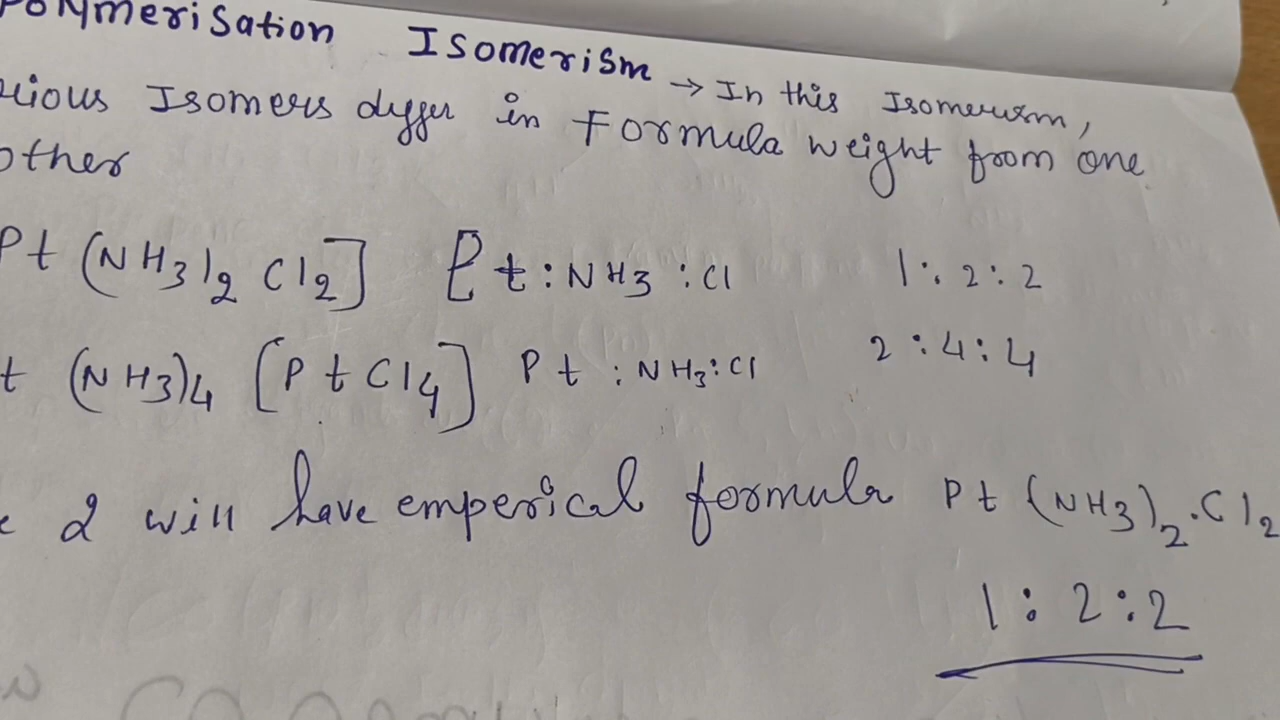 Polymerisation Isomerism → In this Isomerism,
Isomers differ in Formula weight from one
other
Pt (NH3)2 Cl2] Pt : NH3 : Cl 1 : 2 : 2
t (NH3)4 [Pt Cl4] Pt : NH3 : Cl 2 : 4 : 4
2 will have emperical formula Pt (NH3)2 . Cl2
1 : 2 : 2